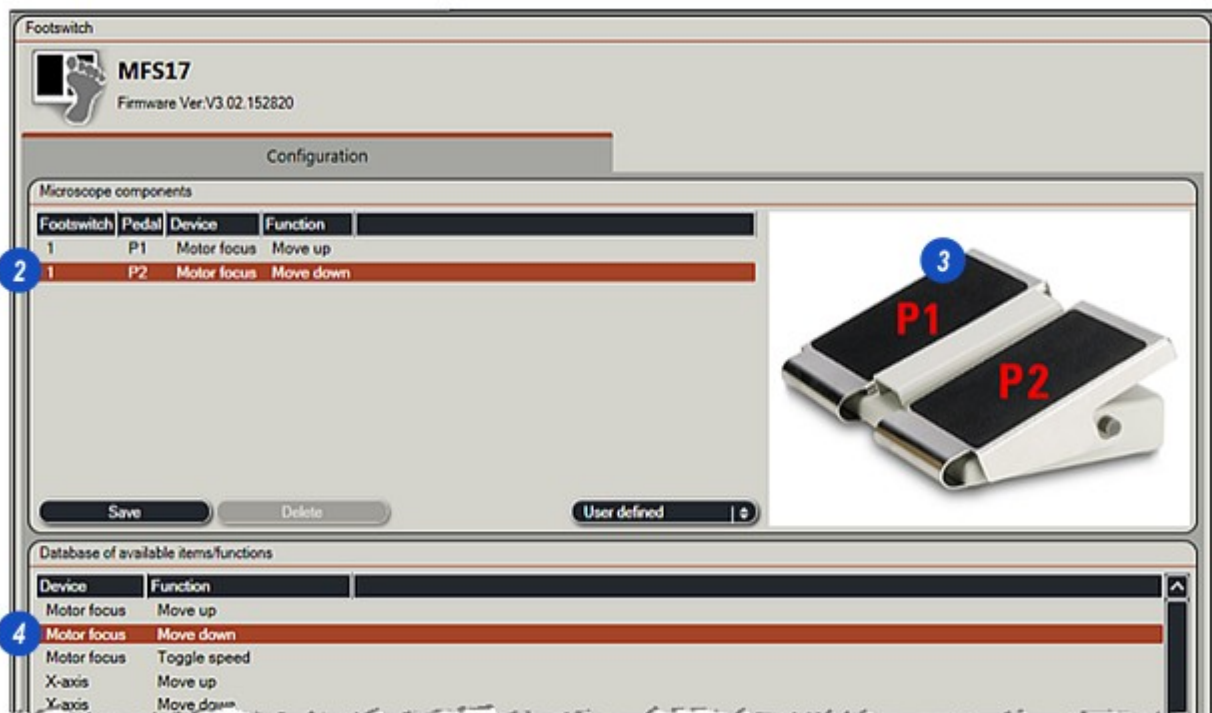 Footswitch
MFS17
Firmware Ver:V3.02.152820
Configuration
Microscope components
Footswitch Pedal Device Function
1 P1 Motor focus Move up
2 1 P2 Motor focus Move down
3
P1
P2
Save Delete User defined
Database of available items/functions
Device Function
Motor focus Move up
4 Motor focus Move down
Motor focus Toggle speed
X-axis Move up
X-axis Move down